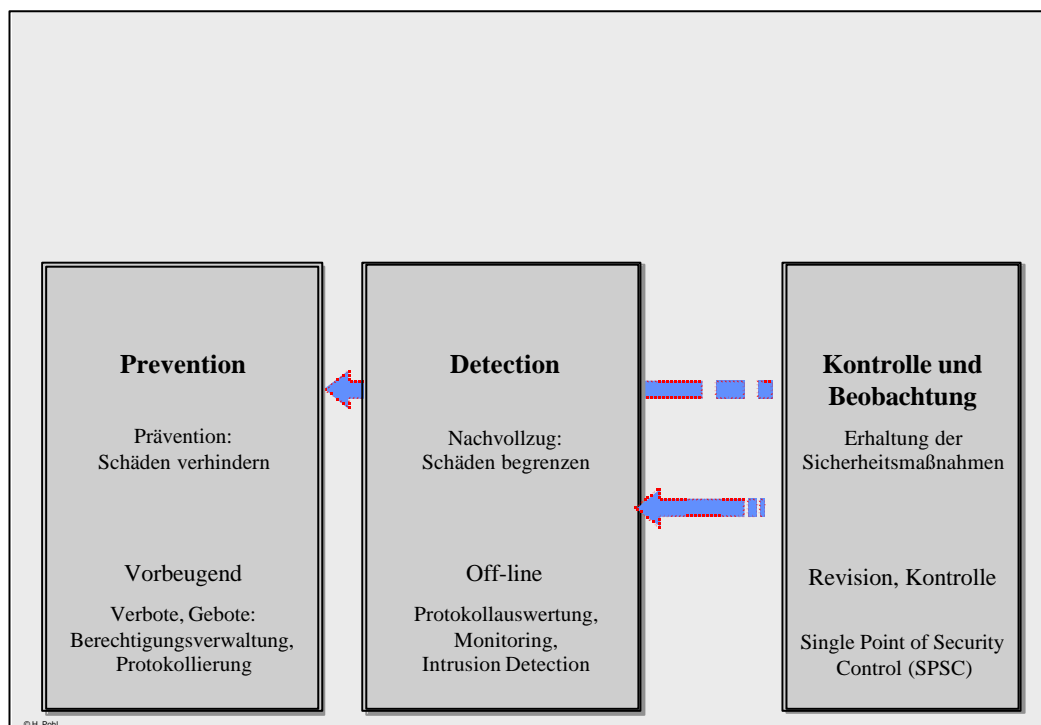 Prevention
Prävention:
Schäden verhindern
Vorbeugend
Verbote, Gebote:
Berechtigungsverwaltung,
Protokollierung
Detection
Nachvollzug:
Schäden begrenzen
Off-line
Protokollauswertung,
Monitoring,
Intrusion Detection
Kontrolle und
Beobachtung
Erhaltung der
Sicherheitsmaßnahmen
Revision, Kontrolle
Single Point of Security
Control (SPSC)
© H. Pohl